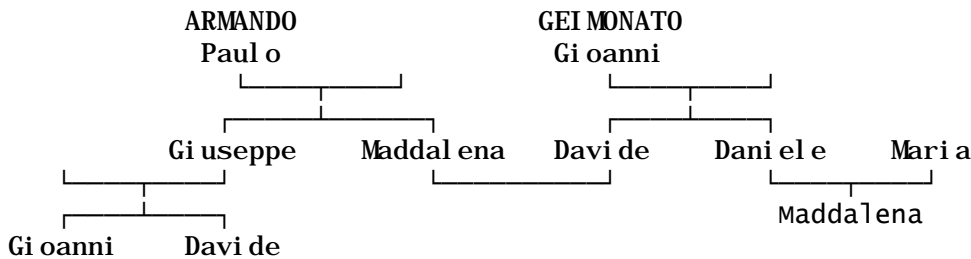 ARMANDO GEIMONATO
Paulo Gioanni
Giuseppe Maddalena Davide Daniele Maria
Maddalena
Gioanni Davide